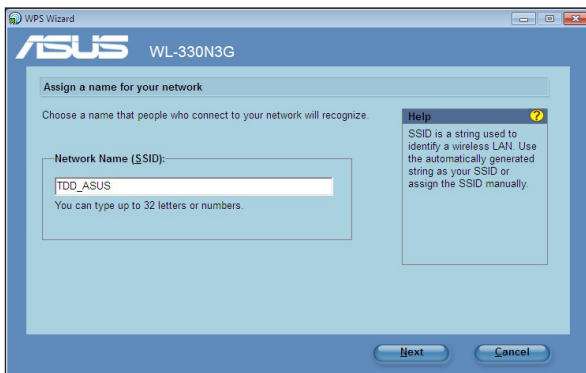 WPS Wizard
ASUS WL-330N3G
Assign a name for your network
Choose a name that people who connect to your network will recognize.
Network Name (SSID):
TDD_ASUS
You can type up to 32 letters or numbers.
Help ?
SSID is a string used to
identify a wireless LAN. Use
the automatically generated
string as your SSID or
assign the SSID manually.
Next Cancel